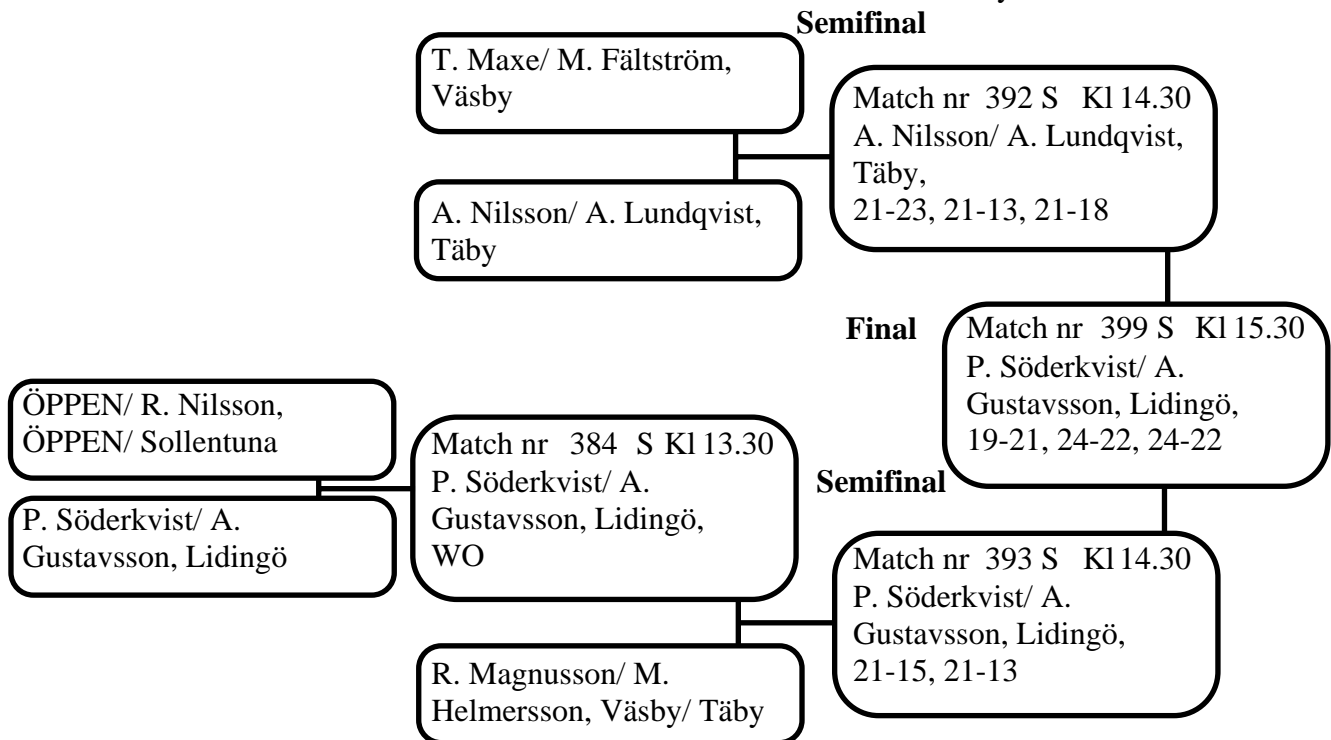 Semifinal
T. Maxe/ M. Fältström,
Väsby
Match nr 392 S Kl 14.30
A. Nilsson/ A. Lundqvist,
Täby,
21-23, 21-13, 21-18
A. Nilsson/ A. Lundqvist,
Täby
Final
Match nr 399 S Kl 15.30
P. Söderkvist/ A.
Gustavsson, Lidingö,
19-21, 24-22, 24-22
ÖPPEN/ R. Nilsson,
ÖPPEN/ Sollentuna
P. Söderkvist/ A.
Gustavsson, Lidingö
Match nr 384 S Kl 13.30
P. Söderkvist/ A.
Gustavsson, Lidingö,
WO
Semifinal
Match nr 393 S Kl 14.30
P. Söderkvist/ A.
Gustavsson, Lidingö,
21-15, 21-13
R. Magnusson/ M.
Helmersson, Väsby/ Täby